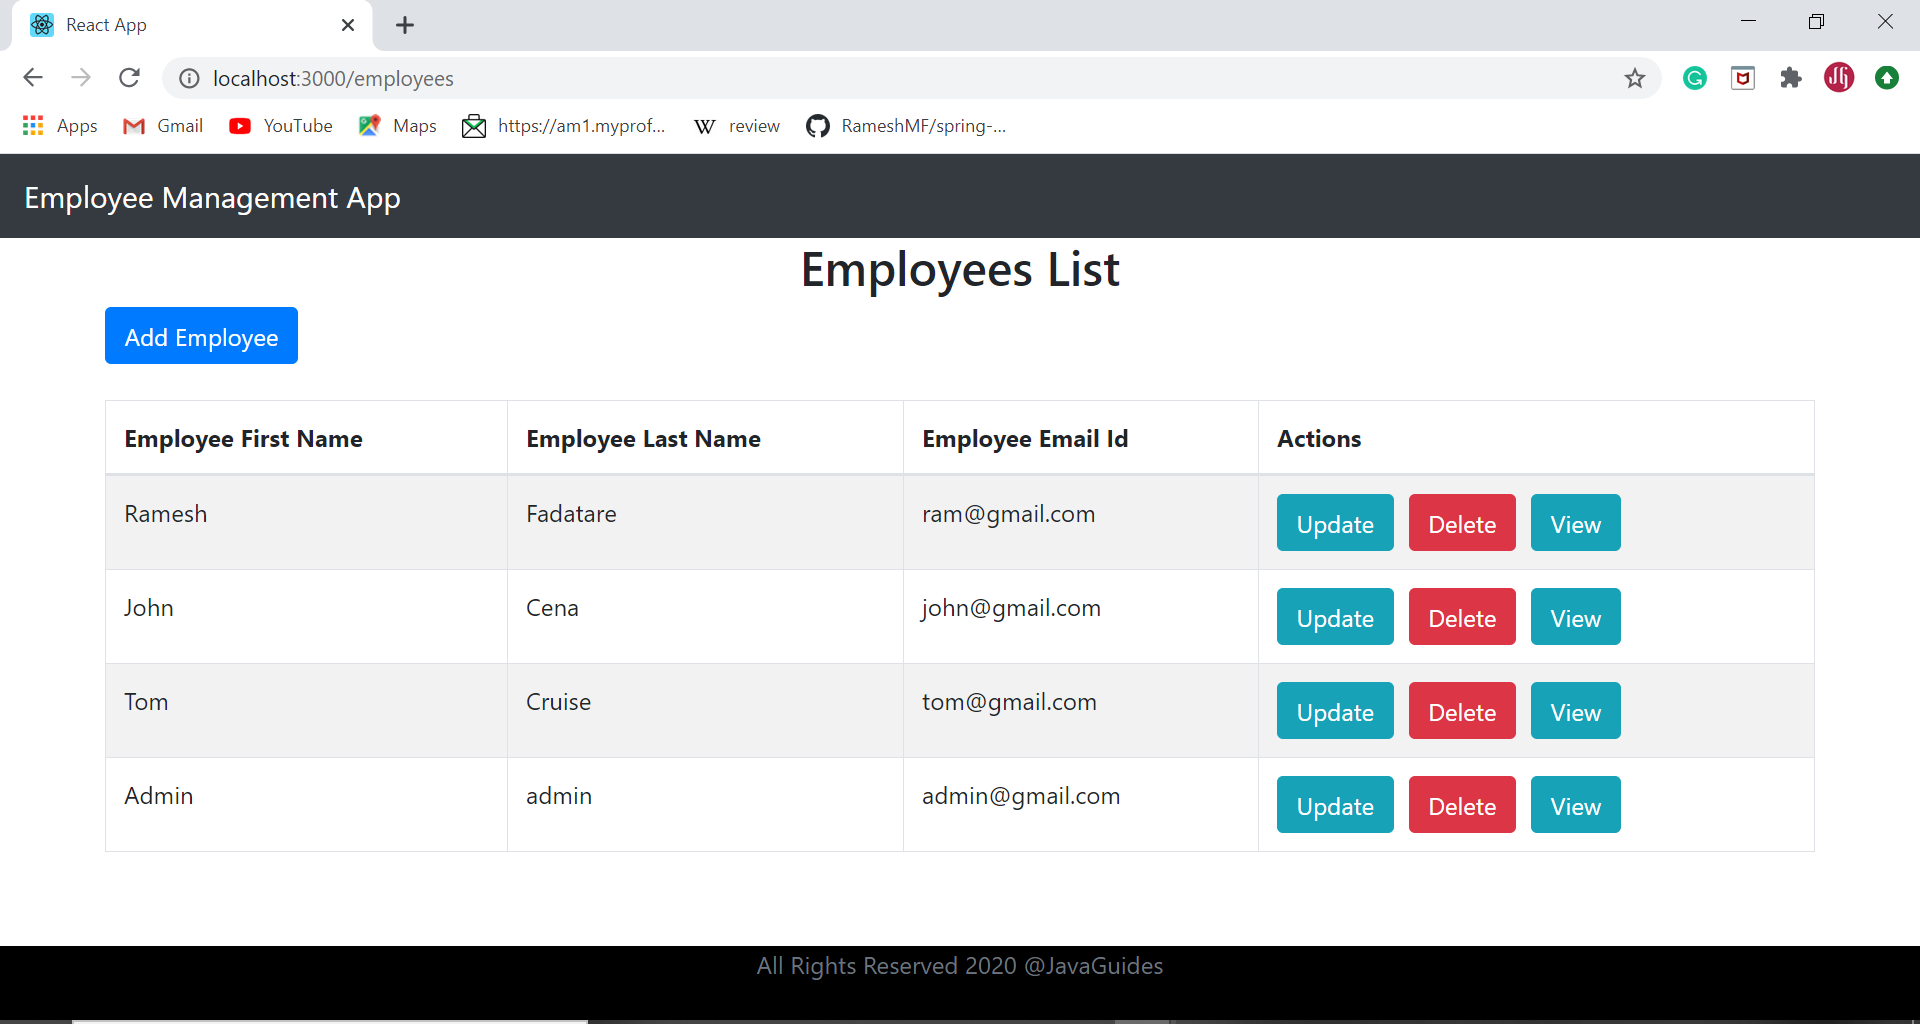 React App
localhost:3000/employees
Apps Gmail YouTube Maps https://am1.myprof... W review RameshMF/spring-...
Employee Management App
Employees List
Add Employee
Employee First Name Employee Last Name Employee Email Id Actions
Ramesh Fadatare ram@gmail.com Update Delete View
John Cena john@gmail.com Update Delete View
Tom Cruise tom@gmail.com Update Delete View
Admin admin admin@gmail.com Update Delete View
All Rights Reserved 2020 @JavaGuides